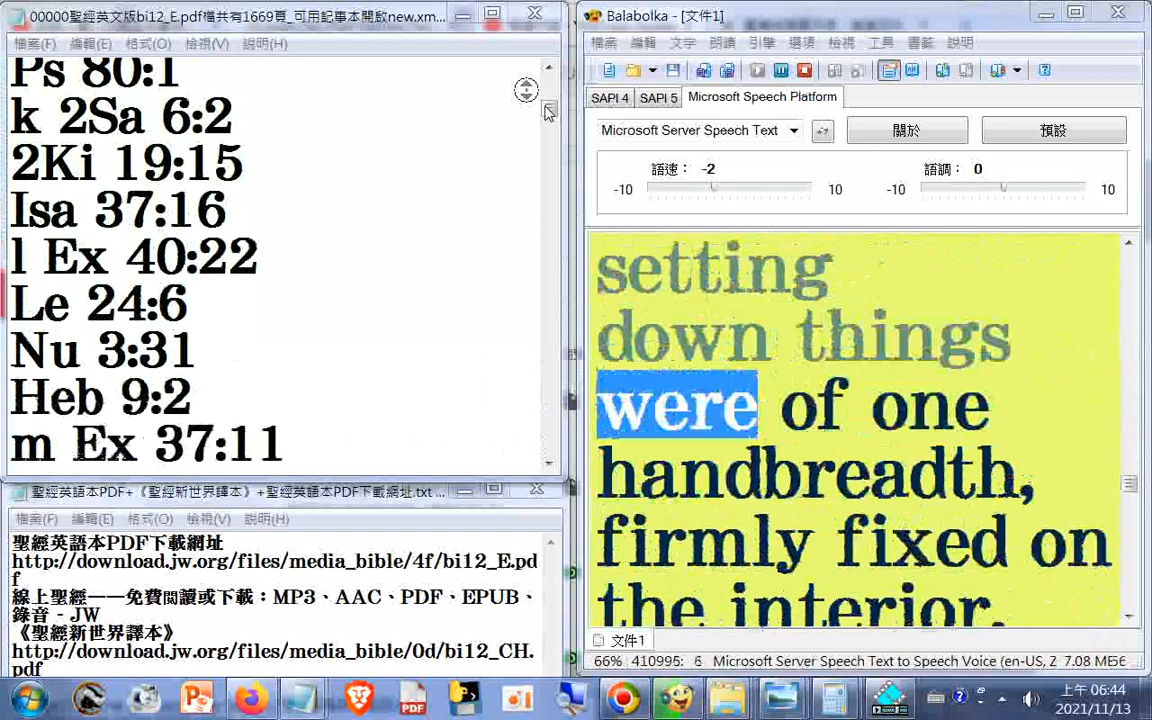 00000聖經英文版bi12_E.pdf檔共有1669頁_可用記事本開啟new.xm...
檔案(F) 編輯(E) 格式(O) 檢視(V) 說明(H)
Ps 80:1
k 2Sa 6:2
2Ki 19:15
Isa 37:16
l Ex 40:22
Le 24:6
Nu 3:31
Heb 9:2
m Ex 37:11
聖經英語本PDF+《聖經新世界譯本》+聖經英語本PDF下載網址.txt ...
檔案(F) 編輯(E) 格式(O) 檢視(V) 說明(H)
聖經英語本PDF下載網址
http://download.jw.org/files/media_bible/4f/bi12_E.pd
f
線上聖經——免費閱讀或下載：MP3、AAC、PDF、EPUB、
錄音 - JW
《聖經新世界譯本》
http://download.jw.org/files/media_bible/0d/bi12_CH.
pdf
Balabolka - [文件1]
檔案 編輯 文字 朗讀 引擎 選項 檢視 工具 書籤 說明
SAPI 4 SAPI 5 Microsoft Speech Platform
Microsoft Server Speech Text 關於 預設
語速： -2 語調： 0
-10 10 -10 10
setting
down things
were of one
handbreadth,
firmly fixed on
the interior.
文件1
66% 410995: 6 Microsoft Server Speech Text to Speech Voice (en-US, Z 7.08 ME56
PDF
上午 06:44
2021/11/13